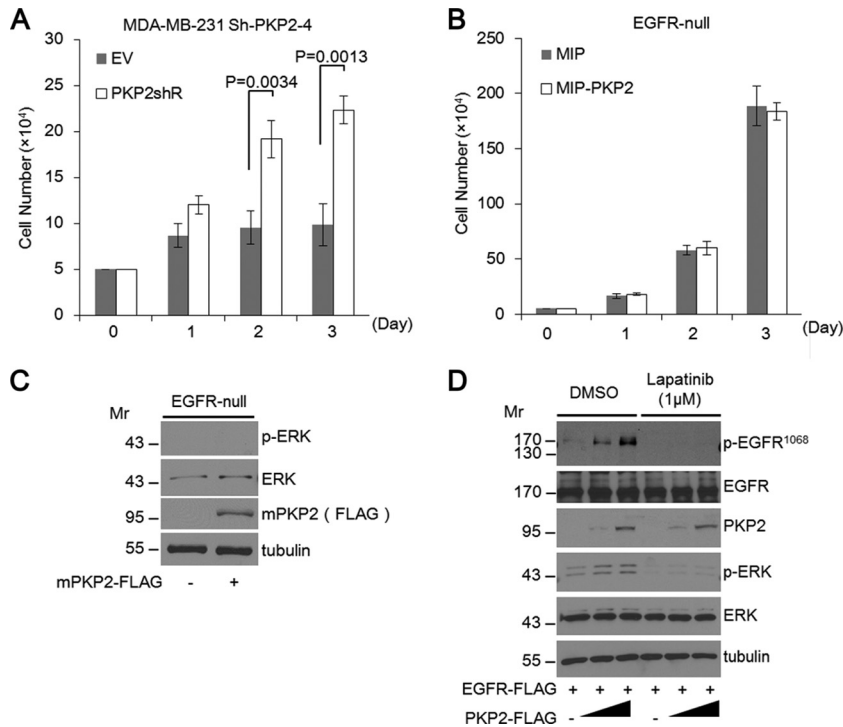 A
MDA-MB-231 Sh-PKP2-4
EV
PKP2shR
P=0.0034
P=0.0013
Cell Number (×10⁴)
30
25
20
15
10
5
0
0 1 2 3 (Day)
B
EGFR-null
MIP
MIP-PKP2
Cell Number (×10⁴)
250
200
150
100
50
0
0 1 2 3 (Day)
C
EGFR-null
Mr
43 p-ERK
43 ERK
95 mPKP2 ( FLAG )
55 tubulin
mPKP2-FLAG - +
D
DMSO Lapatinib
(1μM)
Mr
170 p-EGFR¹⁰⁶⁸
130
170 EGFR
95 PKP2
43 p-ERK
43 ERK
55 tubulin
EGFR-FLAG + + + + + +
PKP2-FLAG - -